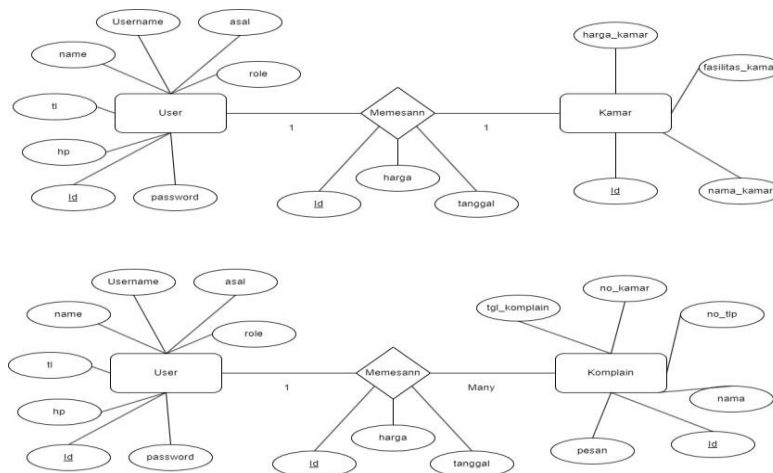 Username
asal
name
role
tl
User
hp
Id
password
1
Memesann
1
Id
harga
tanggal
harga_kamar
fasilitas_kama
Kamar
Id
nama_kamar
Username
asal
name
role
tl
User
hp
Id
password
1
Memesann
Many
Id
harga
tanggal
no_kamar
tgl_komplain
no_tlp
Komplain
nama
pesan
Id